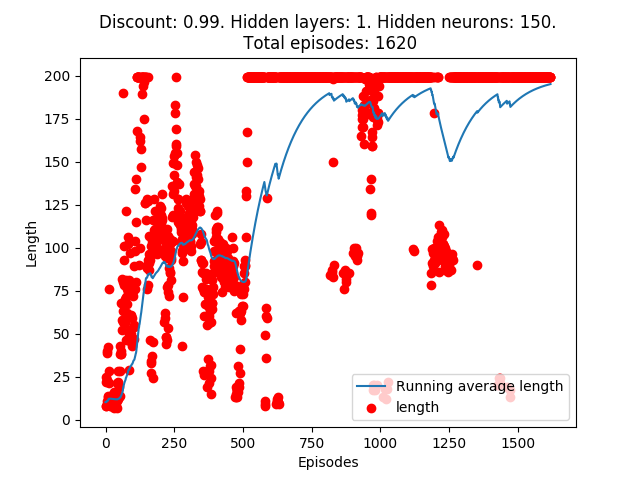 Discount: 0.99. Hidden layers: 1. Hidden neurons: 150.
Total episodes: 1620
200
175
150
125
100
75
50
25
0
Length
0 250 500 750 1000 1250 1500
Episodes
Running average length
length